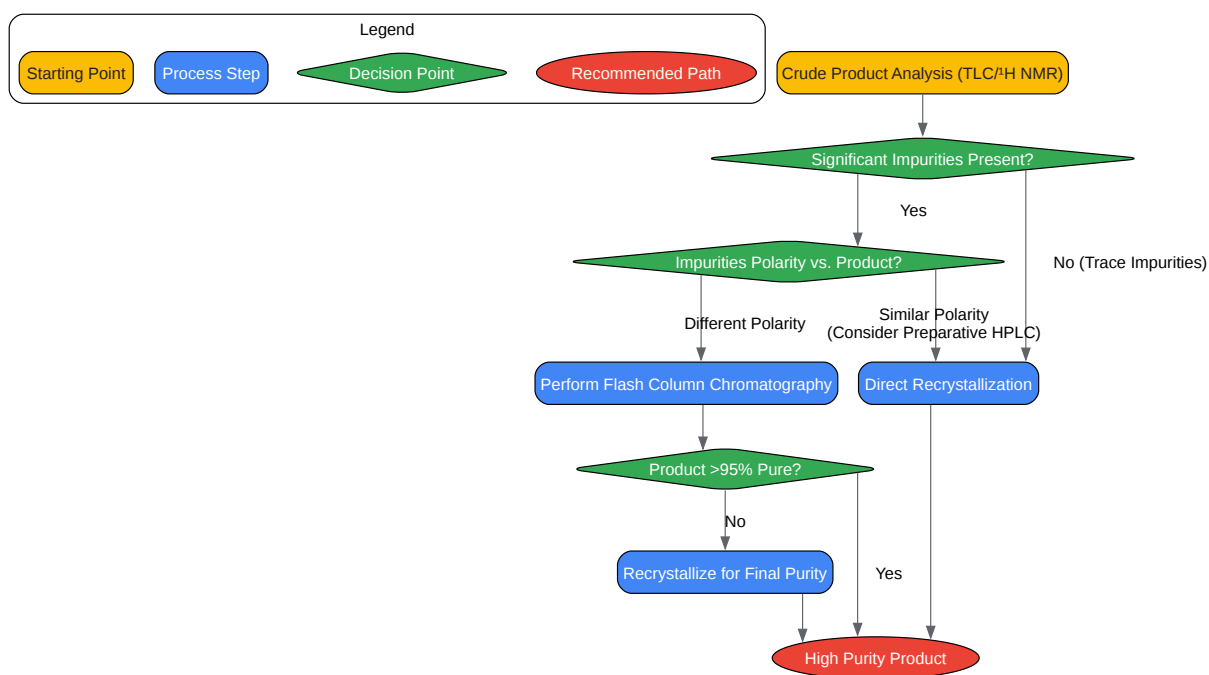 Legend
Starting Point
Process Step
Decision Point
Recommended Path
Crude Product Analysis (TLC/¹H NMR)
Significant Impurities Present?
Yes
Impurities Polarity vs. Product?
No (Trace Impurities)
Different Polarity
Similar Polarity
(Consider Preparative HPLC)
Perform Flash Column Chromatography
Direct Recrystallization
Product >95% Pure?
No
Recrystallize for Final Purity
Yes
High Purity Product